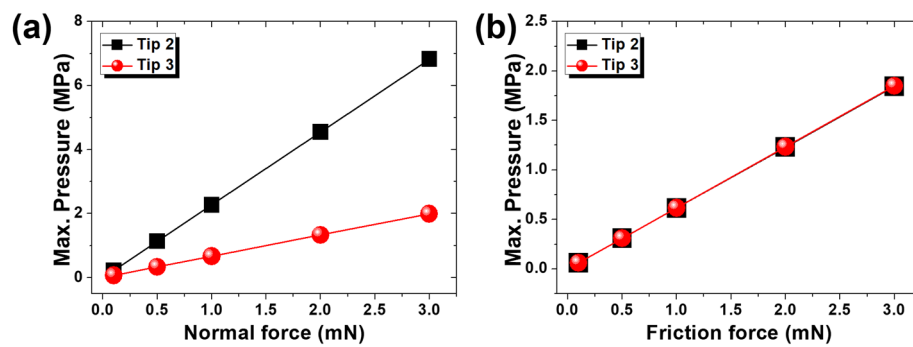 (a)
Tip 2
Tip 3
Max. Pressure (MPa)
8
6
4
2
0
0.0 0.5 1.0 1.5 2.0 2.5 3.0
Normal force (mN)
(b)
Tip 2
Tip 3
Max. Pressure (MPa)
2.5
2.0
1.5
1.0
0.5
0.0
0.0 0.5 1.0 1.5 2.0 2.5 3.0
Friction force (mN)